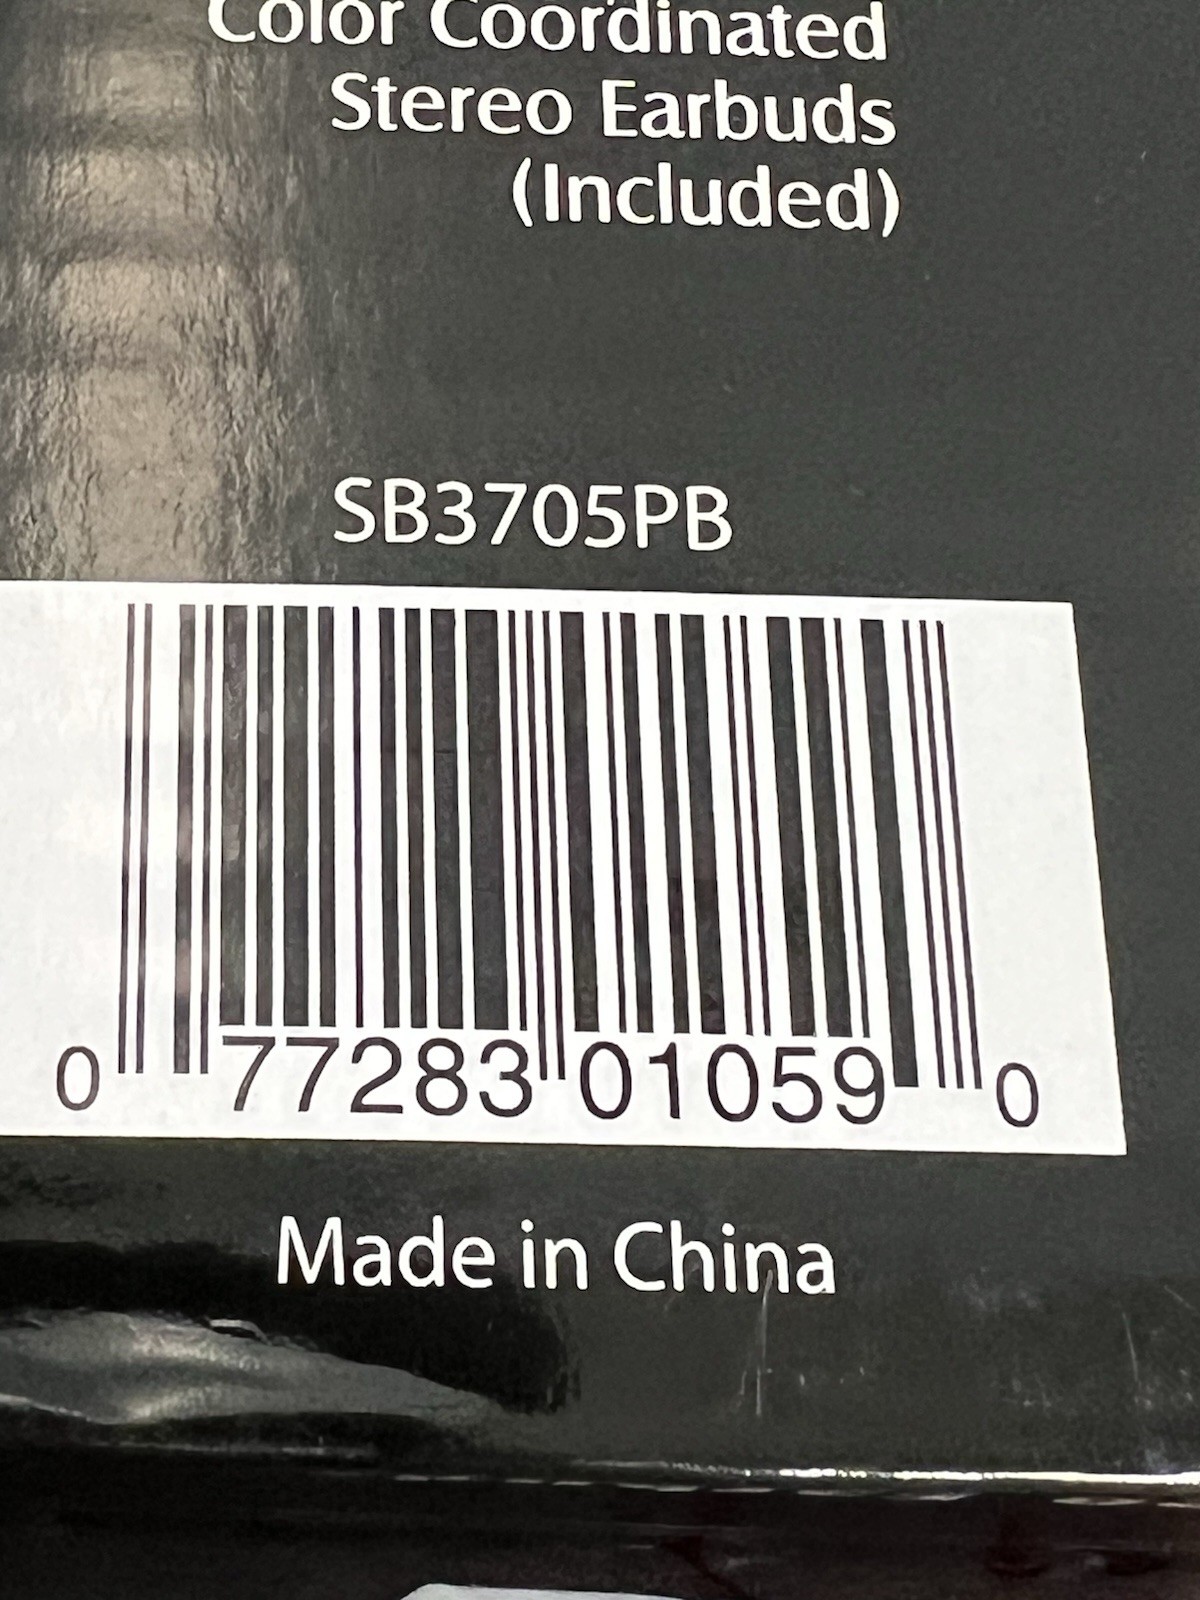 Color Coordinated
Stereo Earbuds
(Included)
SB3705PB
0 77283 01059 0
Made in China